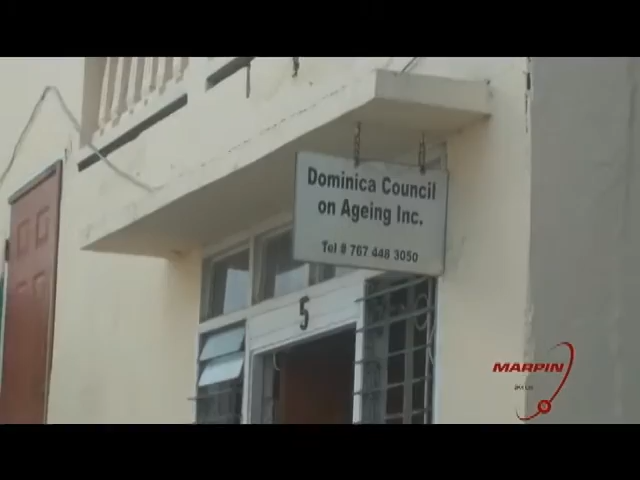 Dominica Council
on Ageing Inc.
Tel # 767 448 3050
5
MARPIN